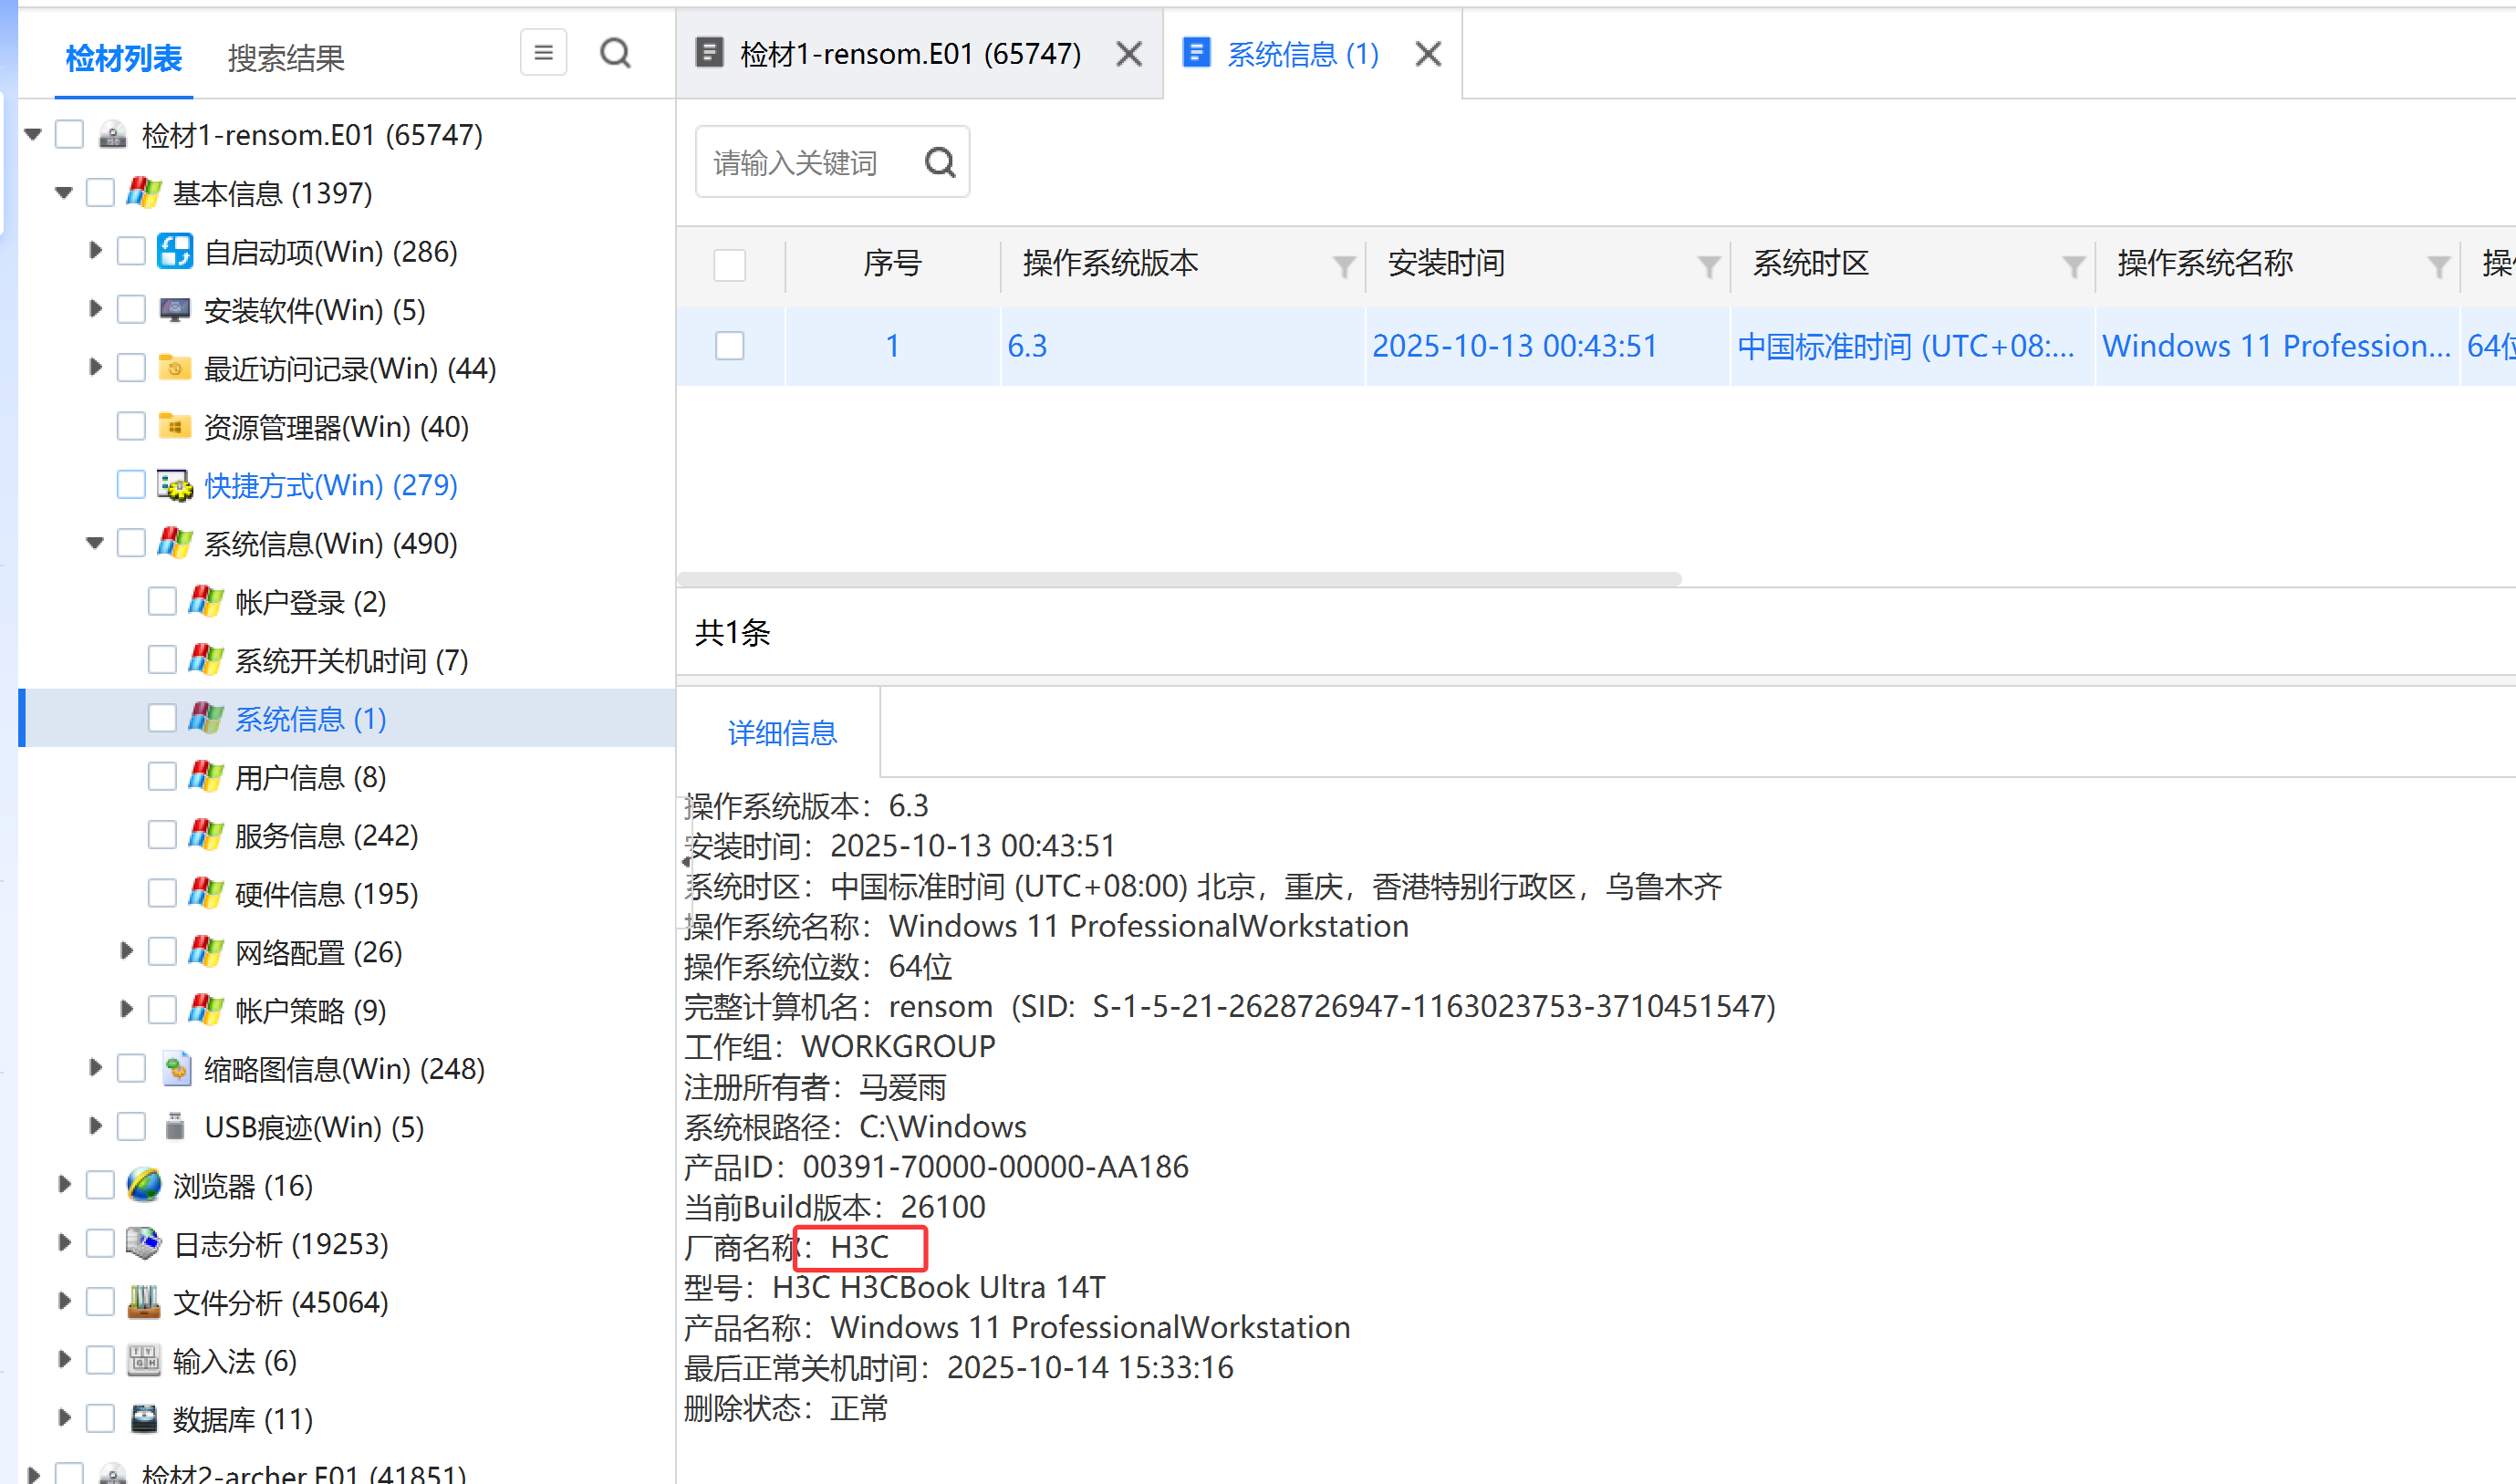 检材列表 搜索结果
检材1-rensom.E01 (65747)
基本信息 (1397)
自启动项(Win) (286)
安装软件(Win) (5)
最近访问记录(Win) (44)
资源管理器(Win) (40)
快捷方式(Win) (279)
系统信息(Win) (490)
帐户登录 (2)
系统开关机时间 (7)
系统信息 (1)
用户信息 (8)
服务信息 (242)
硬件信息 (195)
网络配置 (26)
帐户策略 (9)
缩略图信息(Win) (248)
USB痕迹(Win) (5)
浏览器 (16)
日志分析 (19253)
文件分析 (45064)
输入法 (6)
数据库 (11)
检材2-archer.E01 (41851)
检材1-rensom.E01 (65747) 系统信息 (1)
请输入关键词
序号 操作系统版本 安装时间 系统时区 操作系统名称 操
1 6.3 2025-10-13 00:43:51 中国标准时间 (UTC+08:... Windows 11 Profession... 64位
共1条
详细信息
操作系统版本：6.3
安装时间：2025-10-13 00:43:51
系统时区：中国标准时间 (UTC+08:00) 北京，重庆，香港特别行政区，乌鲁木齐
操作系统名称：Windows 11 ProfessionalWorkstation
操作系统位数：64位
完整计算机名：rensom（SID：S-1-5-21-2628726947-1163023753-3710451547)
工作组：WORKGROUP
注册所有者：马爱雨
系统根路径：C:\Windows
产品ID：00391-70000-00000-AA186
当前Build版本：26100
厂商名称：H3C
型号：H3C H3CBook Ultra 14T
产品名称：Windows 11 ProfessionalWorkstation
最后正常关机时间：2025-10-14 15:33:16
删除状态：正常